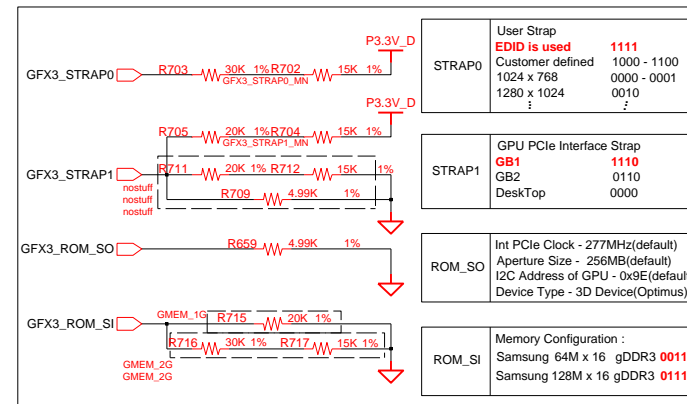 P3.3V_D
GFX3_STRAP0 R703 30K 1% R702 15K 1%
GFX3_STRAP0_MN
P3.3V_D
R705 20K 1% R704 15K 1%
GFX3_STRAP1_MN
GFX3_STRAP1 R711 20K 1% R712 15K 1%
nostuff
nostuff
nostuff
R709 4.99K 1%
GFX3_ROM_SO R659 4.99K 1%
GMEM_1G R715 20K 1%
GFX3_ROM_SI
R716 30K 1% R717 15K 1%
GMEM_2G
GMEM_2G
STRAP0
User Strap
EDID is used 1111
Customer defined 1000 - 1100
1024 x 768 0000 - 0001
1280 x 1024 0010
STRAP1
GPU PCIe Interface Strap
GB1 1110
GB2 0110
DeskTop 0000
ROM_SO
Int PCIe Clock - 277MHz(default)
Aperture Size - 256MB(default)
I2C Address of GPU - 0x9E(default
Device Type - 3D Device(Optimus)
ROM_SI
Memory Configuration :
Samsung 64M x 16 gDDR3 0011
Samsung 128M x 16 gDDR3 0111